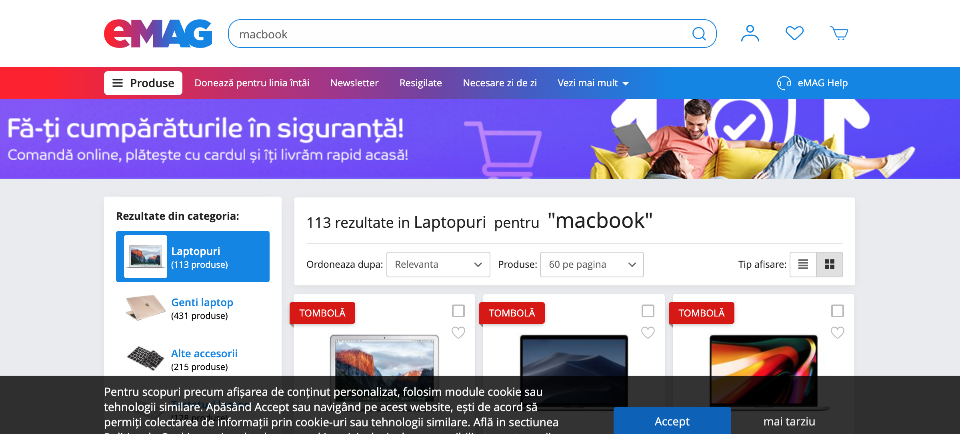 eMAG
macbook
Produse
Donează pentru linia întâi
Newsletter
Resigilate
Necesare zi de zi
Vezi mai mult
eMAG Help
Fă-ți cumpărăturile în siguranță!
Comandă online, plătește cu cardul și îți livrăm rapid acasă!
Rezultate din categoria:
Laptopuri
(113 produse)
Genti laptop
(431 produse)
Alte accesorii
(215 produse)
113 rezultate in Laptopuri pentru "macbook"
Ordoneaza dupa: Relevanta Produse: 60 pe pagina Tip afisare:
TOMBOLĂ
TOMBOLĂ
TOMBOLĂ
Pentru scopuri precum afișarea de conținut personalizat, folosim module cookie sau
tehnologii similare. Apăsând Accept sau navigând pe acest website, ești de acord să
permiți colectarea de informații prin cookie-uri sau tehnologii similare. Află in sectiunea
Accept
mai tarziu